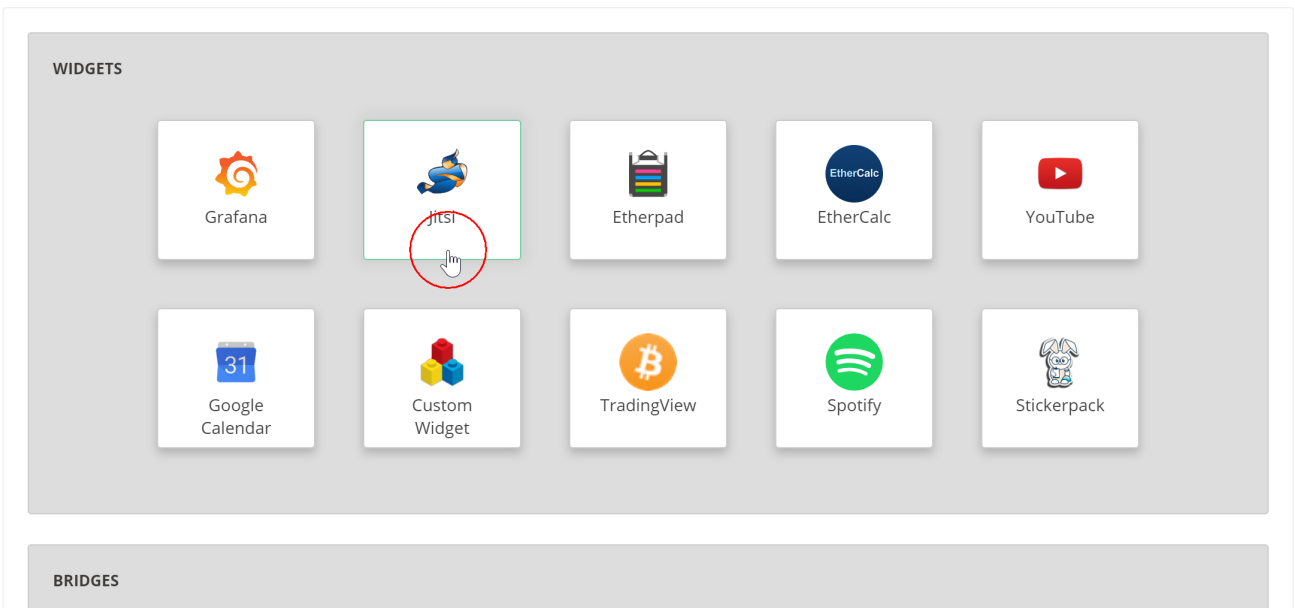 WIDGETS
Grafana
Jitsi
Etherpad
EtherCalc
EtherCalc
YouTube
31
Google
Calendar
Custom
Widget
TradingView
Spotify
Stickerpack
BRIDGES